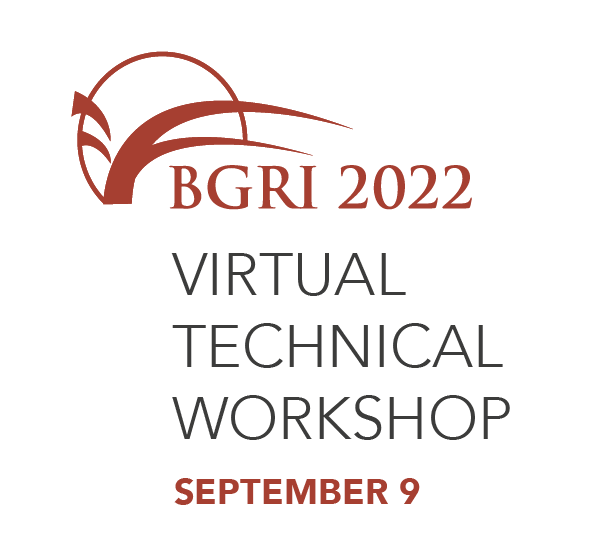 BGRI 2022
VIRTUAL
TECHNICAL
WORKSHOP
SEPTEMBER 9